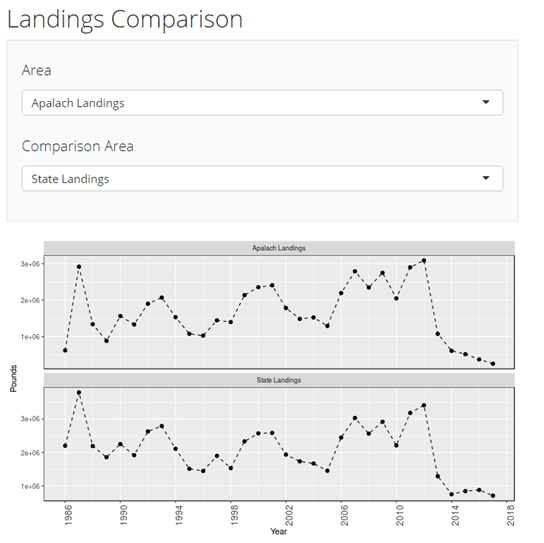 Landings Comparison
Area
Apalach Landings
Comparison Area
State Landings
Apalach Landings
3e+06
2e+06
1e+06
Pounds
State Landings
3e+06
2e+06
1e+06
1986 1990 1994 1998 2002 2006 2010 2014 2018
Year